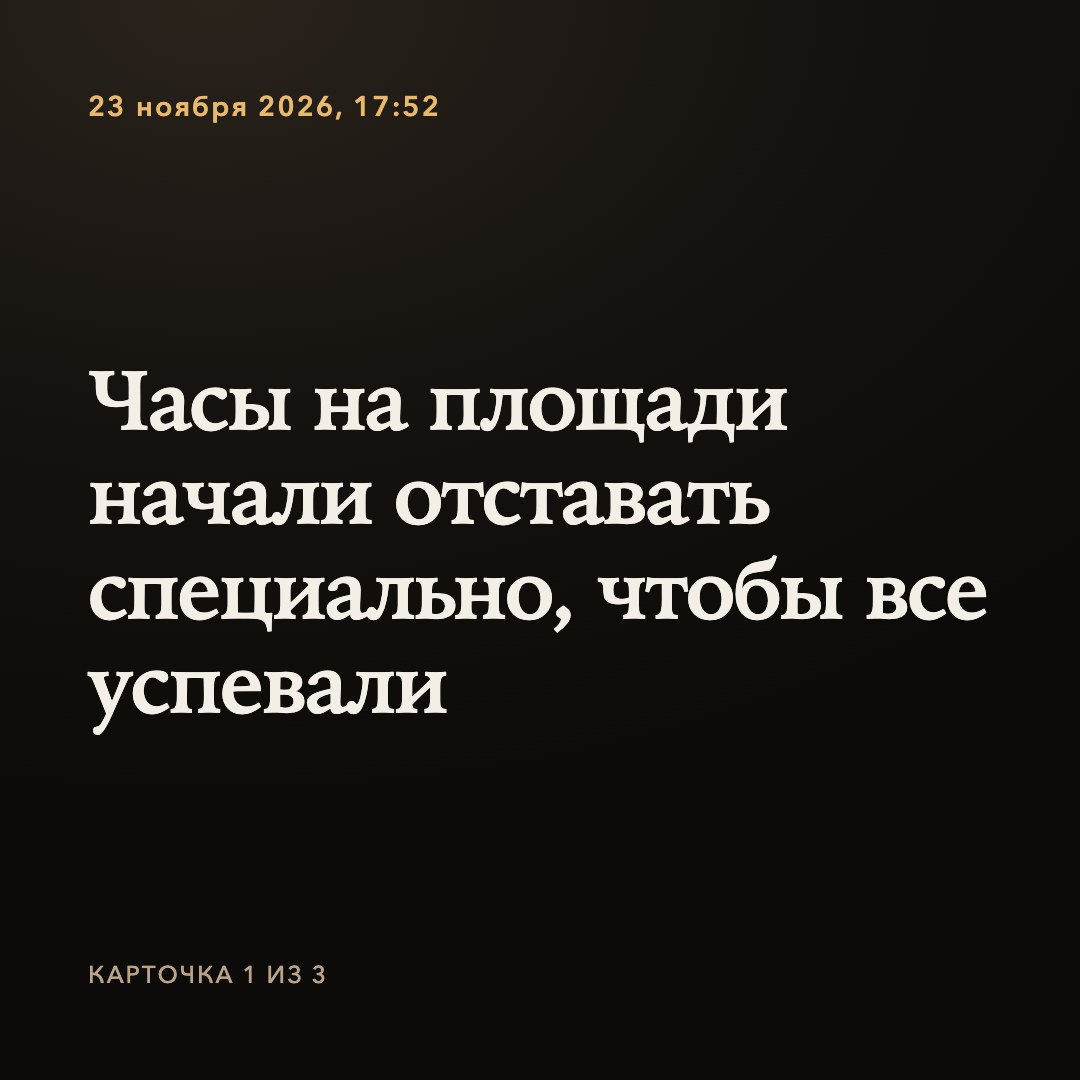 23 ноября 2026, 17:52
Часы на площади
начали отставать
специально, чтобы все
успевали
КАРТОЧКА 1 ИЗ 3